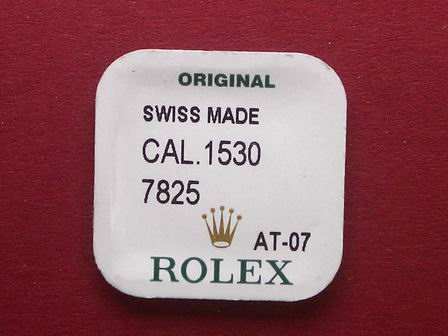 ORIGINAL
SWISS MADE
CAL.1530
7825
AT-07
ROLEX